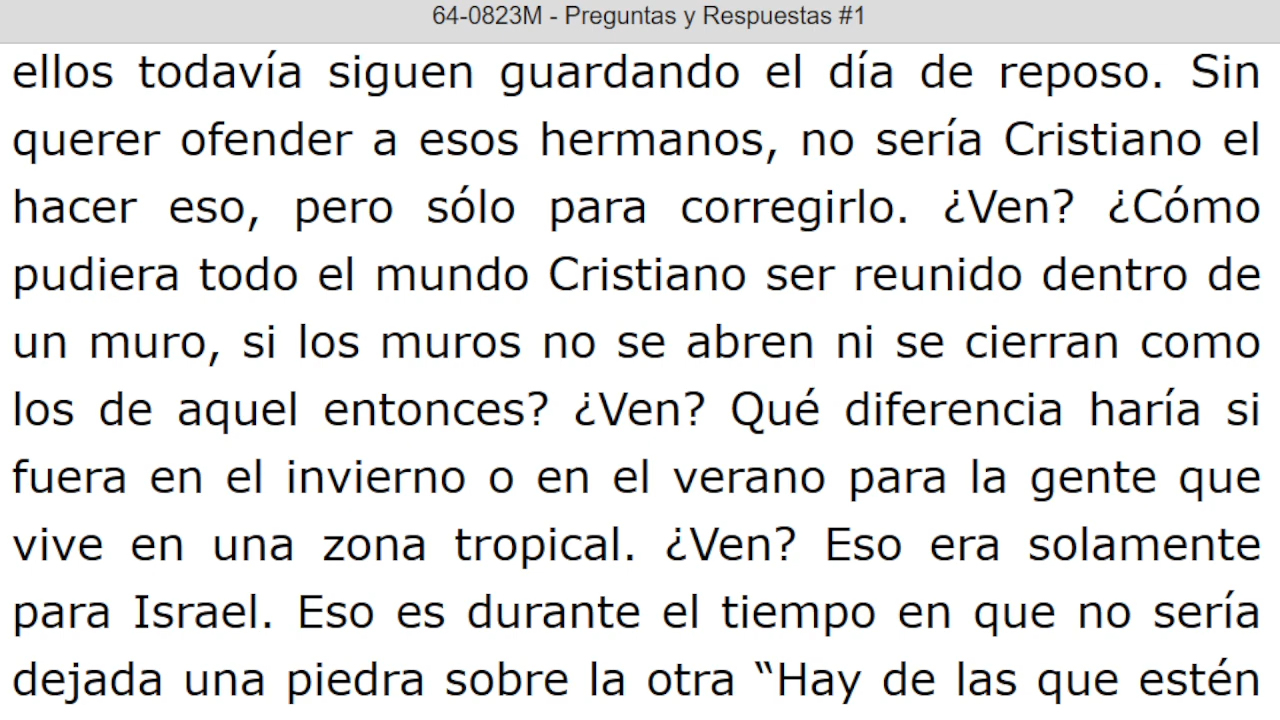 64-0823M - Preguntas y Respuestas #1
ellos todavía siguen guardando el día de reposo. Sin
querer ofender a esos hermanos, no sería Cristiano el
hacer eso, pero sólo para corregirlo. ¿Ven? ¿Cómo
pudiera todo el mundo Cristiano ser reunido dentro de
un muro, si los muros no se abren ni se cierran como
los de aquel entonces? ¿Ven? Qué diferencia haría si
fuera en el invierno o en el verano para la gente que
vive en una zona tropical. ¿Ven? Eso era solamente
para Israel. Eso es durante el tiempo en que no sería
dejada una piedra sobre la otra “Hay de las que estén